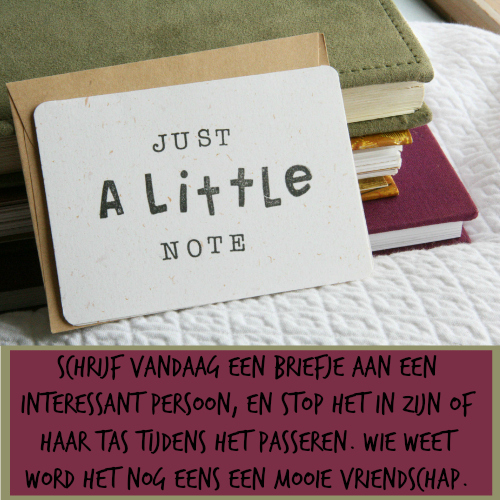 JUST
A LittLe
NOTE
SCHRIJF VANDAAG EEN BRIEFJE AAN EEN
INTERESSANT PERSOON, EN STOP HET IN ZIJN OF
HAAR TAS TIJDENS HET PASSEREN. WIE WEET
WORD HET NOG EENS EEN MOOIE VRIENDSCHAP.